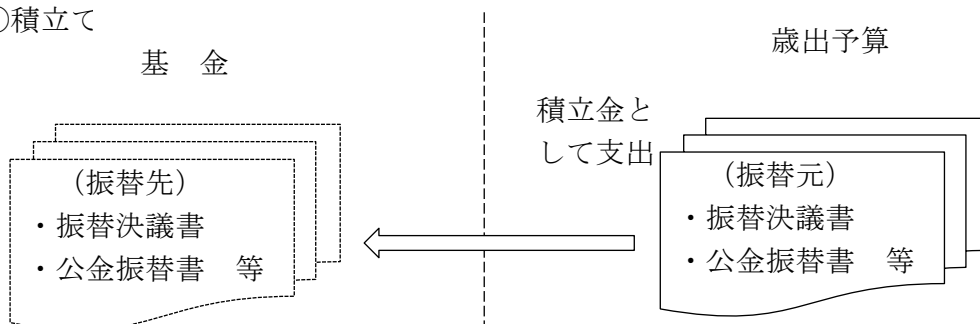 積立て
基　金
(振替先)
・振替決議書
・公金振替書　等
歳出予算
積立金と
して支出
(振替元)
・振替決議書
・公金振替書　等